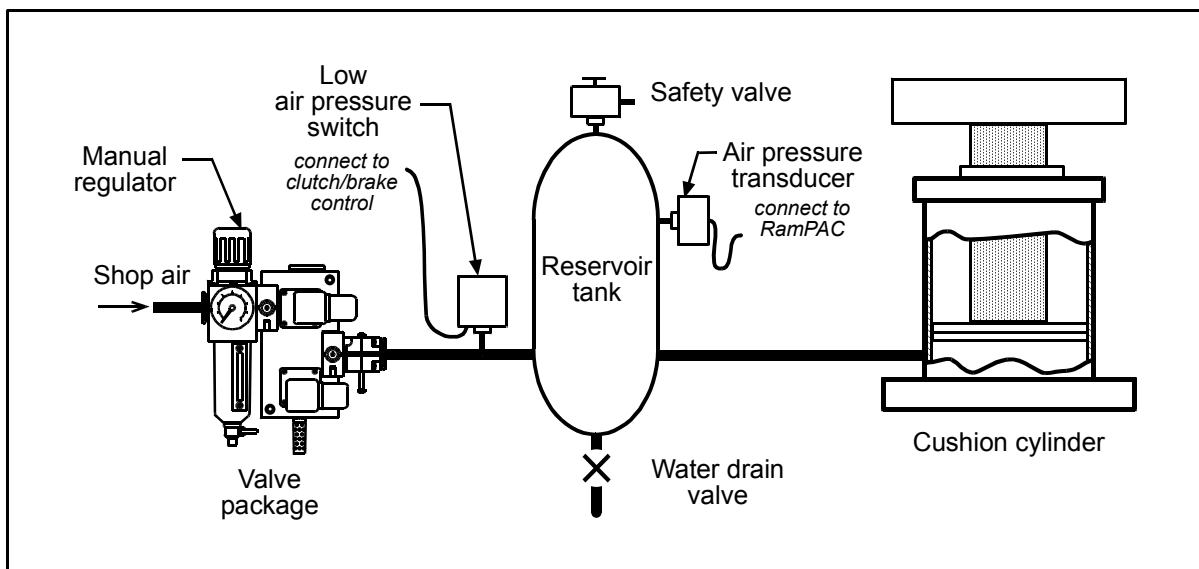 Low
air pressure
switch
connect to
clutch/brake
control
Manual
regulator
Shop air
Valve
package
Safety valve
Air pressure
transducer
connect to
RamPAC
Reservoir
tank
Water drain
valve
Cushion cylinder